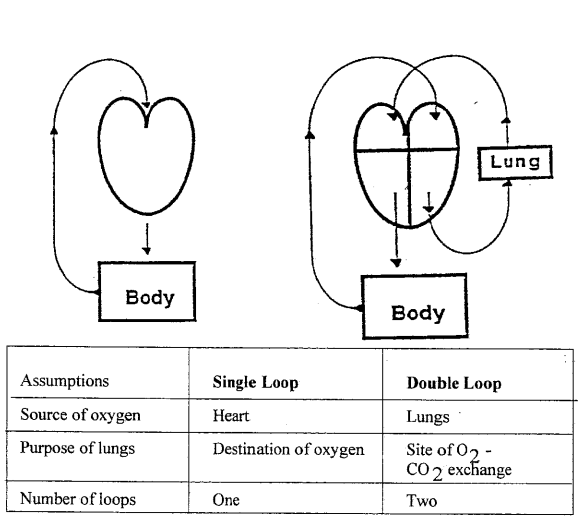 Lung
Body
Body
Assumptions Single Loop Double Loop
Source of oxygen Heart Lungs
Purpose of lungs Destination of oxygen Site of O2 -
CO2 exchange
Number of loops One Two